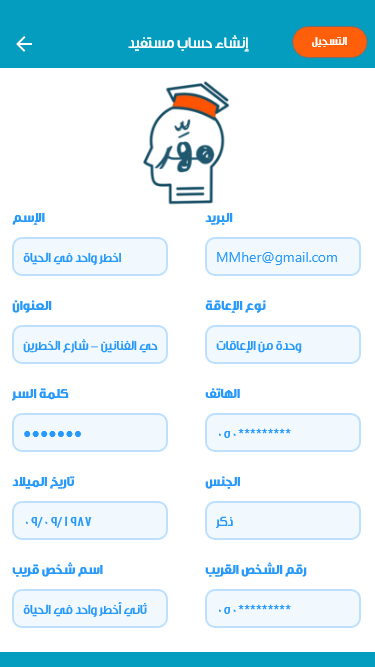 إنشاء حساب مستفيد
التسجيل
مهرّ
البريد
الإسم
MMher@gmail.com
اخطر واحد في الحياة
نوع الإعاقة
العنوان
وحدة من الإعاقات
حي الفنانين – شارع الخطرين
الهاتف
كلمة السر
٠٥٠*********
●●●●●●●
الجنس
تاريخ الميلاد
ذكر
٠٩/٠٩/١٩٨٧
رقم الشخص القريب
اسم شخص قريب
٠٥٠*********
ثاني أخطر واحد في الحياة